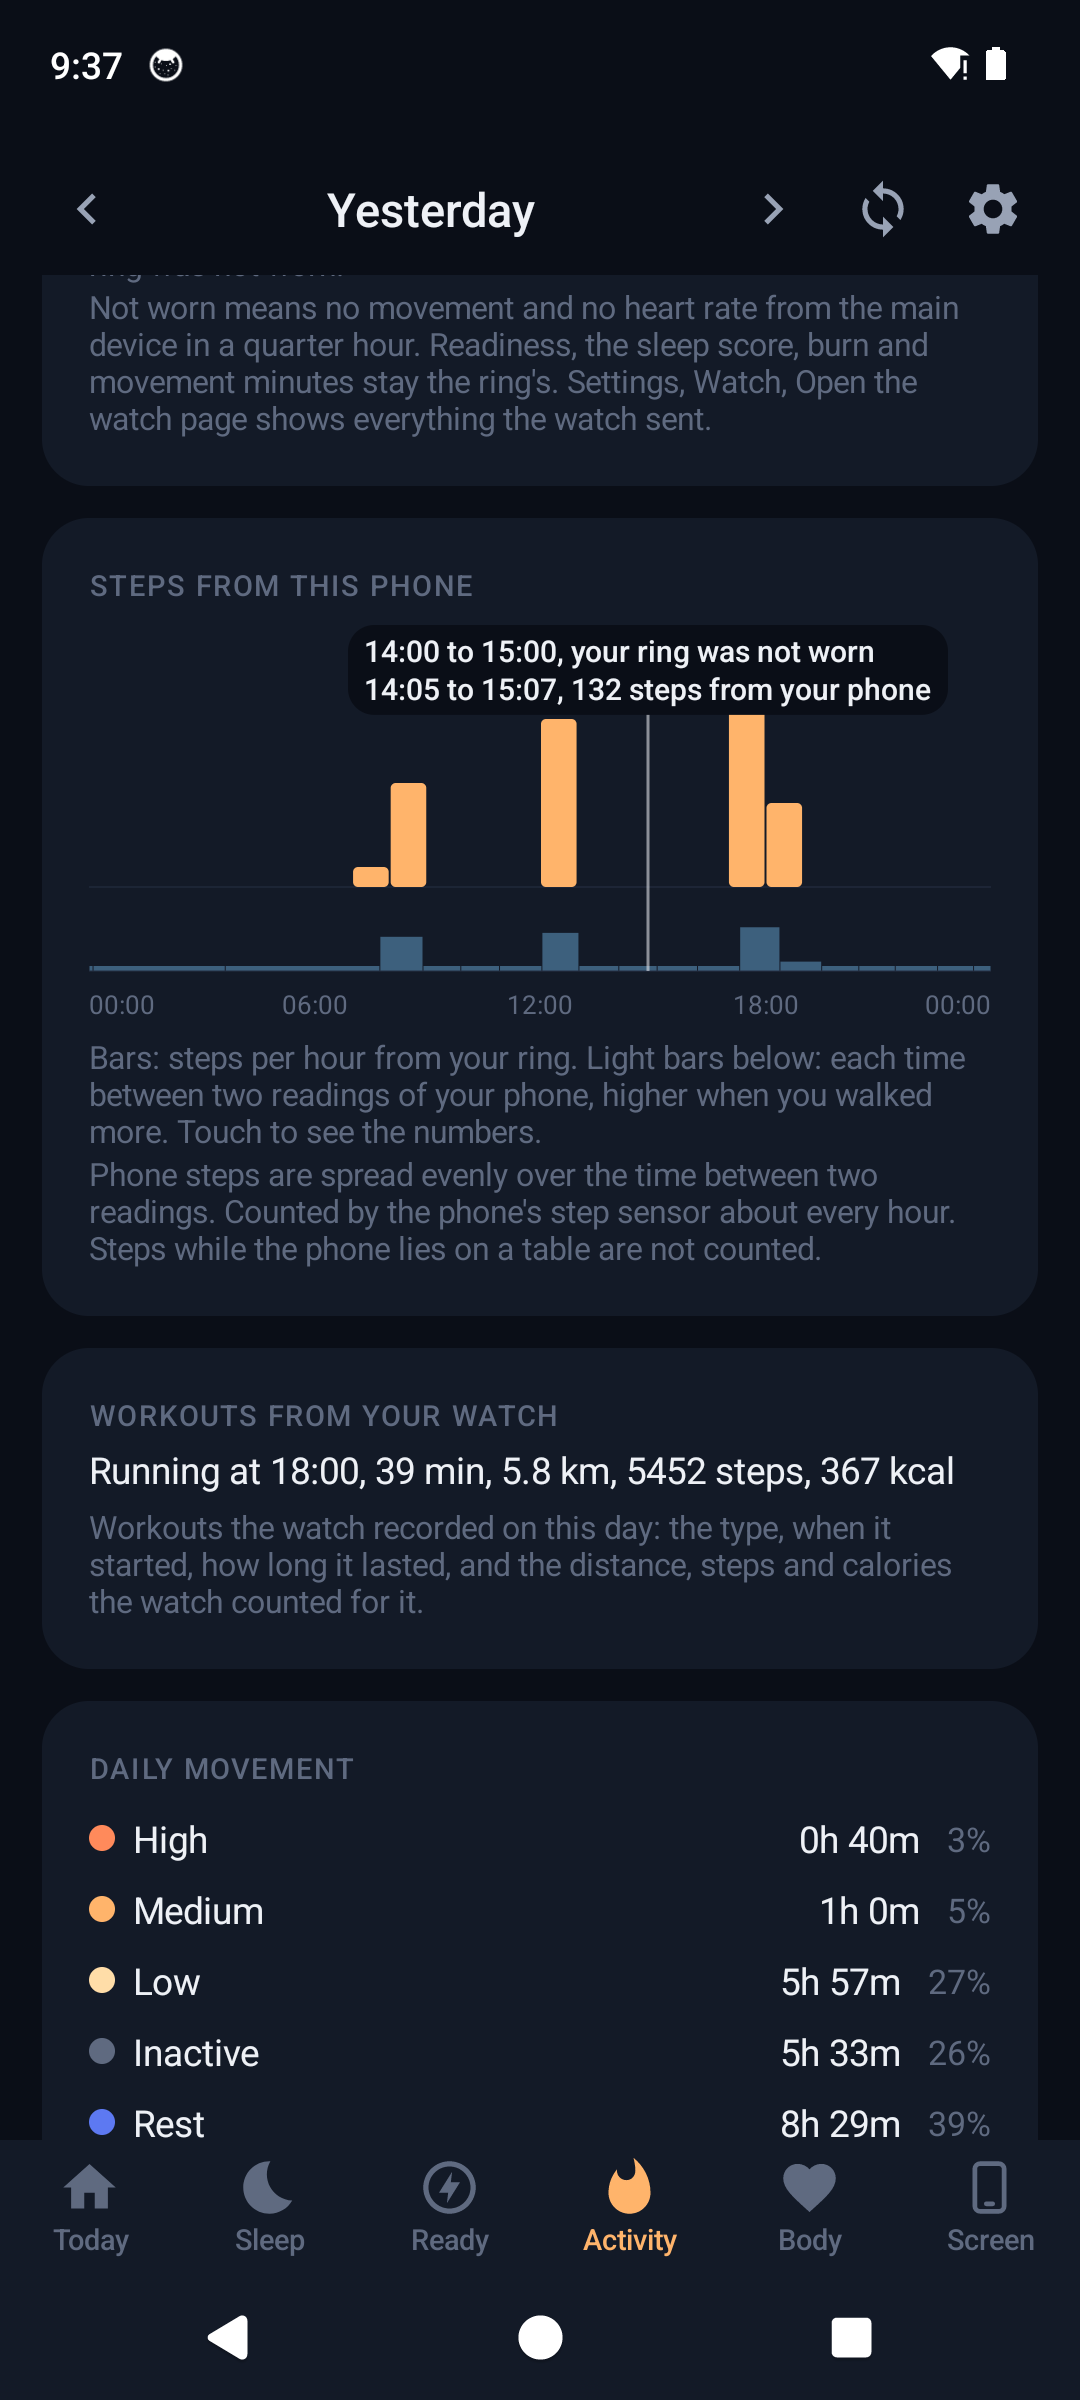 9:37
Yesterday
Not worn means no movement and no heart rate from the main
device in a quarter hour. Readiness, the sleep score, burn and
movement minutes stay the ring's. Settings, Watch, Open the
watch page shows everything the watch sent.
STEPS FROM THIS PHONE
14:00 to 15:00, your ring was not worn
14:05 to 15:07, 132 steps from your phone
00:00 06:00 12:00 18:00 00:00
Bars: steps per hour from your ring. Light bars below: each time
between two readings of your phone, higher when you walked
more. Touch to see the numbers.
Phone steps are spread evenly over the time between two
readings. Counted by the phone's step sensor about every hour.
Steps while the phone lies on a table are not counted.
WORKOUTS FROM YOUR WATCH
Running at 18:00, 39 min, 5.8 km, 5452 steps, 367 kcal
Workouts the watch recorded on this day: the type, when it
started, how long it lasted, and the distance, steps and calories
the watch counted for it.
DAILY MOVEMENT
High 0h 40m 3%
Medium 1h 0m 5%
Low 5h 57m 27%
Inactive 5h 33m 26%
Rest 8h 29m 39%
Today Sleep Ready Activity Body Screen